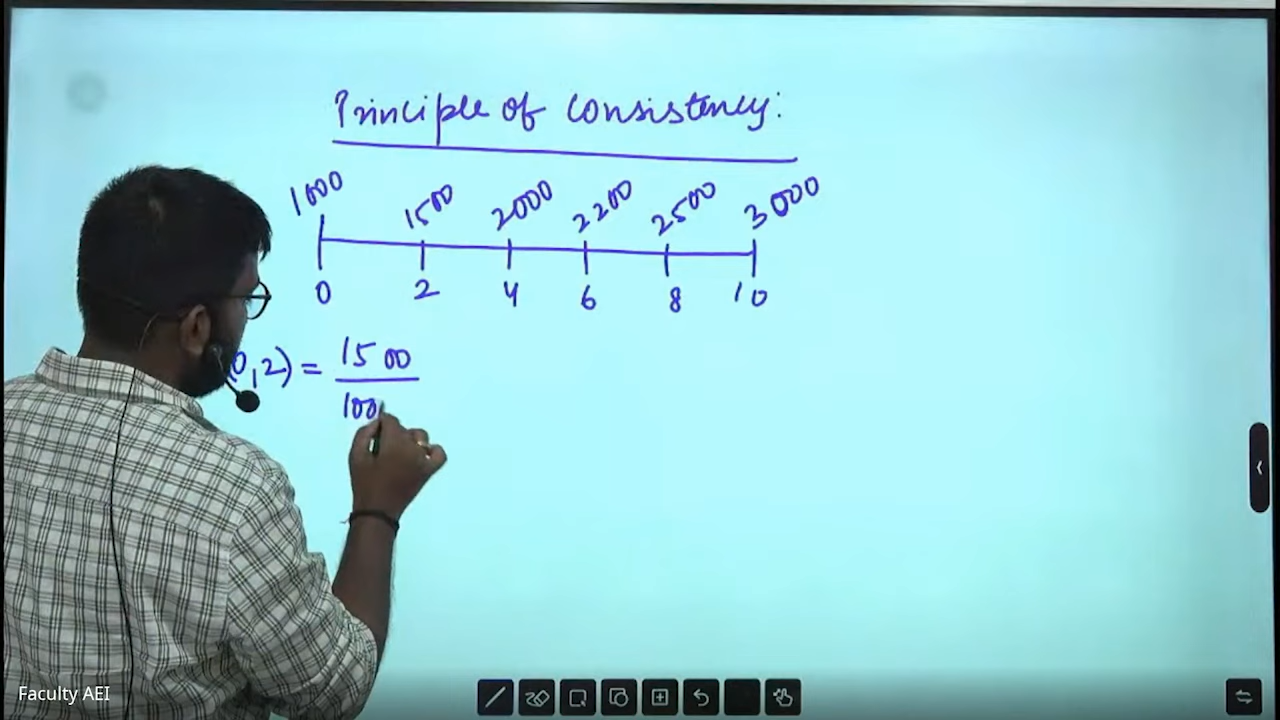 Principle of Consistency:
1000 1500 2000 2200 2500 3000
0 2 4 6 8 10
(0,2) = 1500
100
Faculty AEI